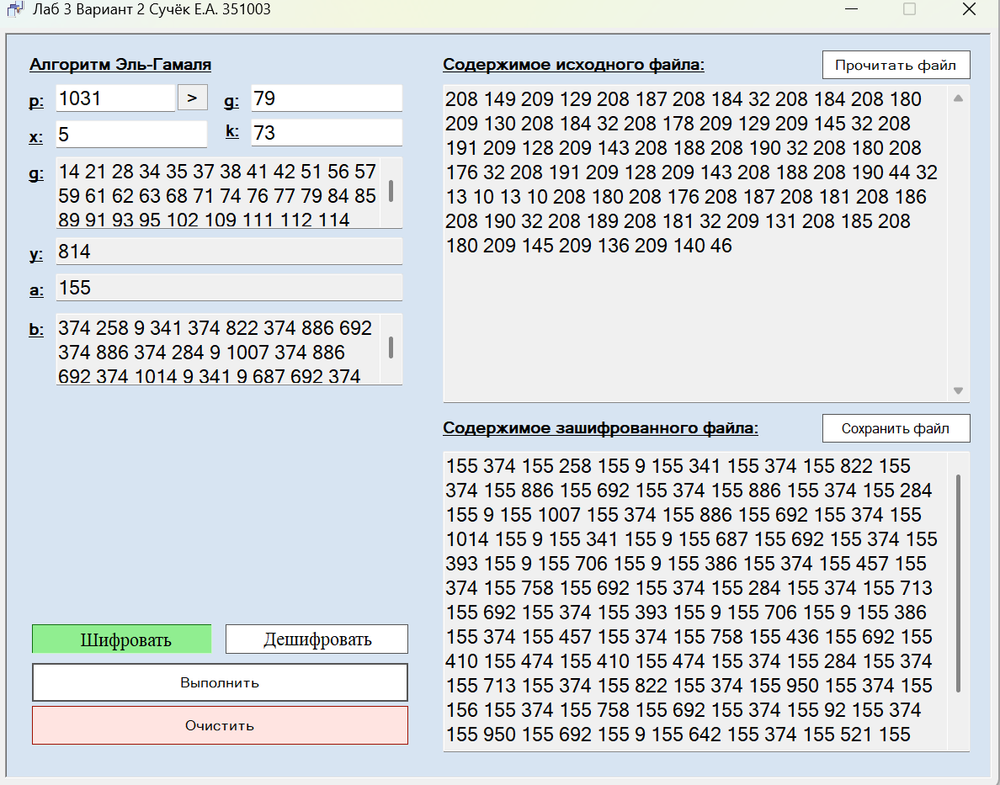 Лаб 3 Вариант 2 Сучёк Е.А. 351003
Алгоритм Эль-Гамаля
p: 1031 > g: 79
x: 5 k: 73
g: 14 21 28 34 35 37 38 41 42 51 56 57
59 61 62 63 68 71 74 76 77 79 84 85
89 91 93 95 102 109 111 112 114
y: 814
a: 155
b: 374 258 9 341 374 822 374 886 692
374 886 374 284 9 1007 374 886
692 374 1014 9 341 9 687 692 374
Шифровать Дешифровать
Выполнить
Очистить
Содержимое исходного файла: Прочитать файл
208 149 209 129 208 187 208 184 32 208 184 208 180
209 130 208 184 32 208 178 209 129 209 145 32 208
191 209 128 209 143 208 188 208 190 32 208 180 208
176 32 208 191 209 128 209 143 208 188 208 190 44 32
13 10 13 10 208 180 208 176 208 187 208 181 208 186
208 190 32 208 189 208 181 32 209 131 208 185 208
180 209 145 209 136 209 140 46
Содержимое зашифрованного файла: Сохранить файл
155 374 155 258 155 9 155 341 155 374 155 822 155
374 155 886 155 692 155 374 155 886 155 374 155 284
155 9 155 1007 155 374 155 886 155 692 155 374 155
1014 155 9 155 341 155 9 155 687 155 692 155 374 155
393 155 9 155 706 155 9 155 386 155 374 155 457 155
374 155 758 155 692 155 374 155 284 155 374 155 713
155 692 155 374 155 393 155 9 155 706 155 9 155 386
155 374 155 457 155 374 155 758 155 436 155 692 155
410 155 474 155 410 155 474 155 374 155 284 155 374
155 713 155 374 155 822 155 374 155 950 155 374 155
156 155 374 155 758 155 692 155 374 155 92 155 374
155 950 155 692 155 9 155 642 155 374 155 521 155